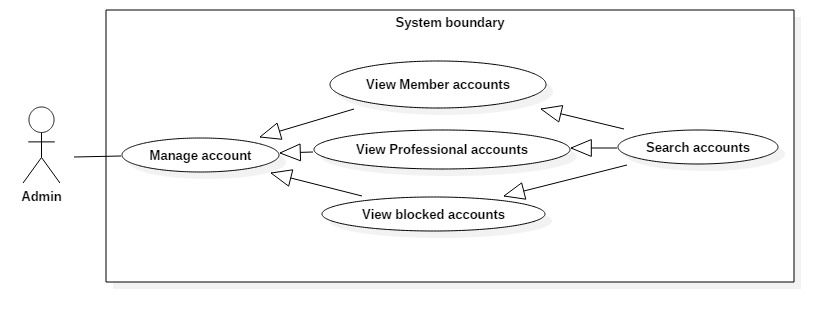 System boundary
View Member accounts
Manage account
View Professional accounts
Search accounts
Admin
View blocked accounts